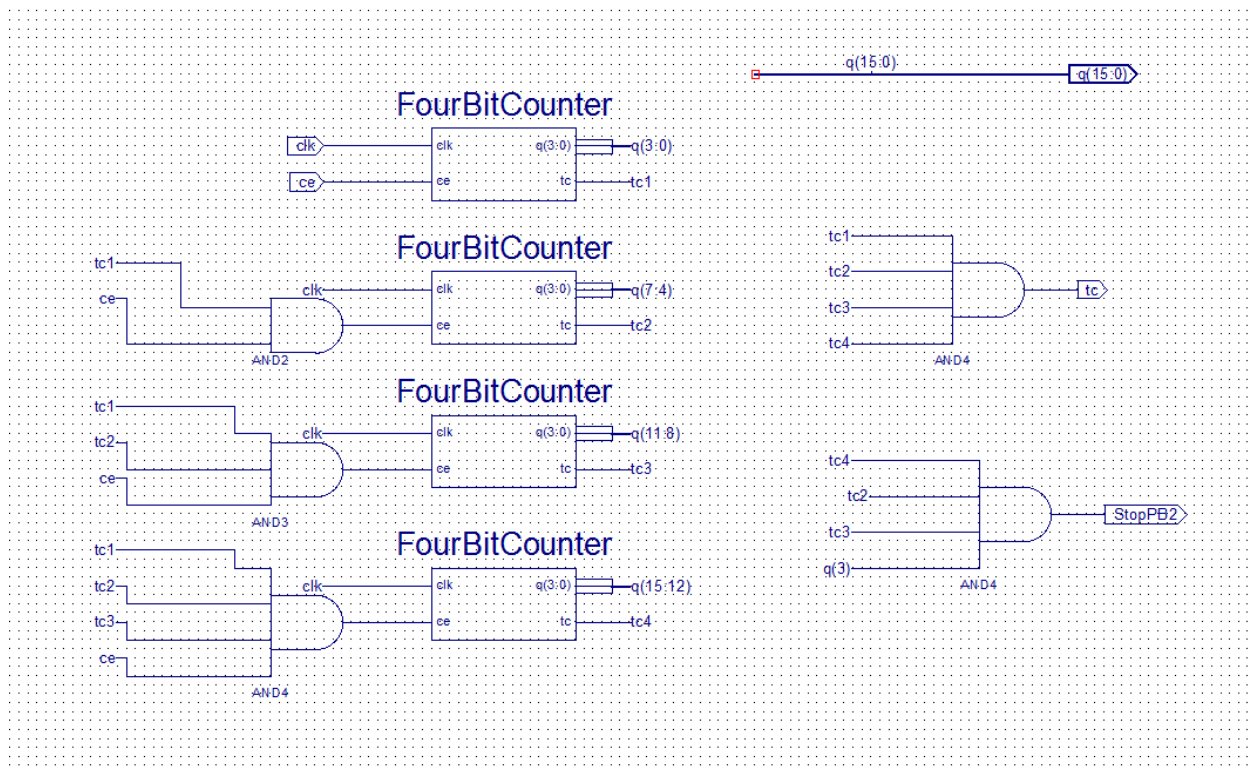 q(15:0)
q(15:0)
FourBitCounter
clk
clk
q(3:0)
q(3:0)
ce
ce
tc
tc1
FourBitCounter
tc1
tc1
tc2
clk
clk
q(3:0)
q(7:4)
tc
ce
ce
tc
tc2
tc3
tc4
AND2
AND4
FourBitCounter
tc1
clk
clk
q(3:0)
q(11:8)
tc2
tc4
ce
tc
tc3
ce
tc2
StopPB2
AND3
tc3
FourBitCounter
tc1
q(3)
AND4
tc2
clk
clk
q(3:0)
q(15:12)
tc3
ce
tc
tc4
ce
AND4